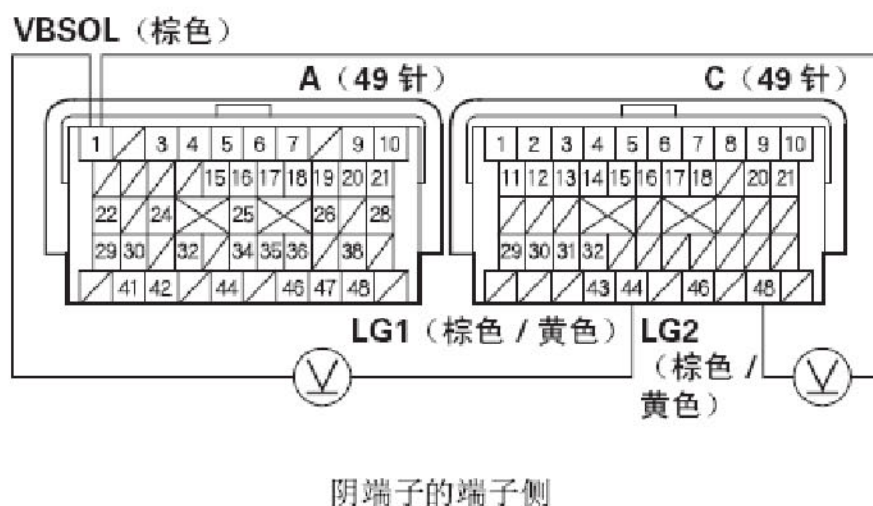 VBSOL（棕色）
A（49 针） C（49 针）
1 3 4 5 6 7 9 10 1 2 3 4 5 6 7 8 9 10
15 16 17 18 19 20 21 11 12 13 14 15 16 17 18 20 21
22 24 25 26 28
29 30 32 34 35 36 38 29 30 31 32
41 42 44 46 47 48 43 44 46 48
LG1（棕色 / 黄色） LG2
（棕色 /
黄色）
V V
阴端子的端子侧